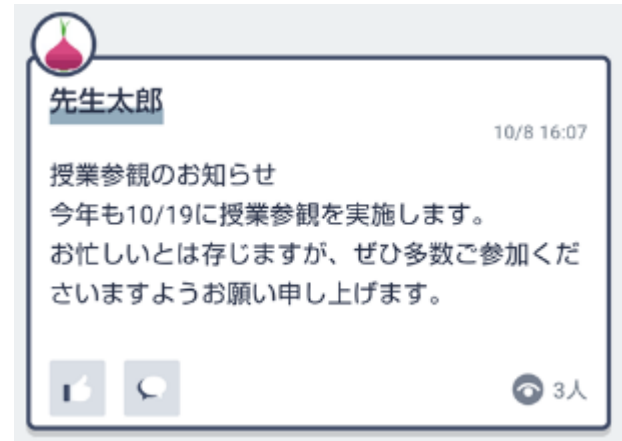 先生太郎
10/8 16:07
授業参観のお知らせ
今年も10/19に授業参観を実施します。
お忙しいとは存じますが、ぜひ多数ご参加くだ
さいますようお願い申し上げます。
3人